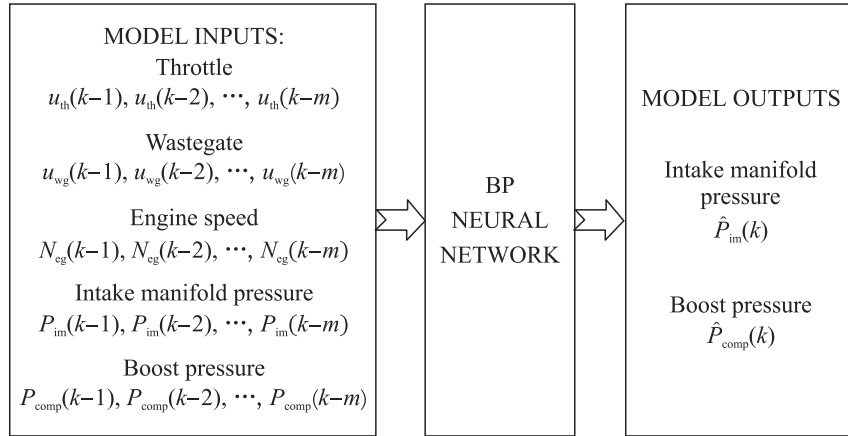 MODEL INPUTS:
Throttle
u_th(k−1), u_th(k−2), ⋯, u_th(k−m)
Wastegate
u_wg(k−1), u_wg(k−2), ⋯, u_wg(k−m)
Engine speed
N_eg(k−1), N_eg(k−2), ⋯, N_eg(k−m)
Intake manifold pressure
P_im(k−1), P_im(k−2), ⋯, P_im(k−m)
Boost pressure
P_comp(k−1), P_comp(k−2), ⋯, P_comp(k−m)
BP
NEURAL
NETWORK
MODEL OUTPUTS
Intake manifold
pressure
P̂_im(k)
Boost pressure
P̂_comp(k)